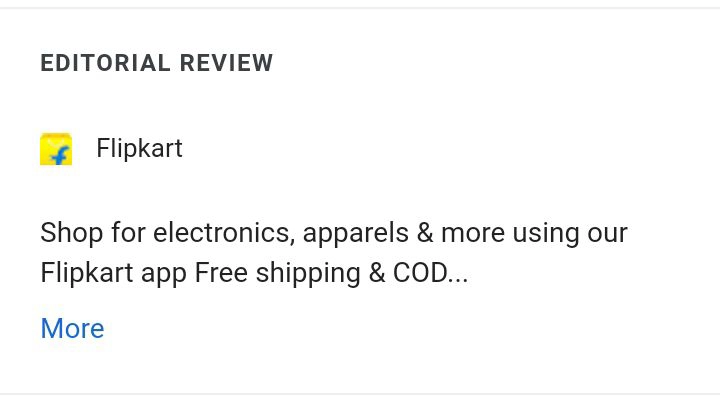 EDITORIAL REVIEW
Flipkart
Shop for electronics, apparels & more using our
Flipkart app Free shipping & COD...
More